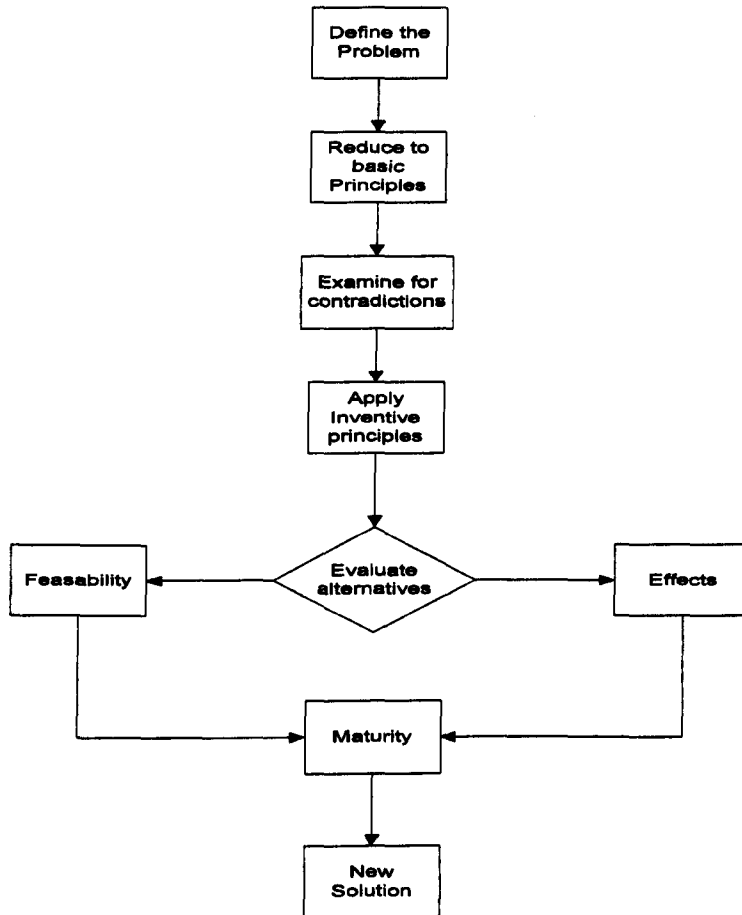 Define the
Problem
Reduce to
basic
Principles
Examine for
contradictions
Apply
Inventive
principles
Evaluate
alternatives
Feasability
Effects
Maturity
New
Solution